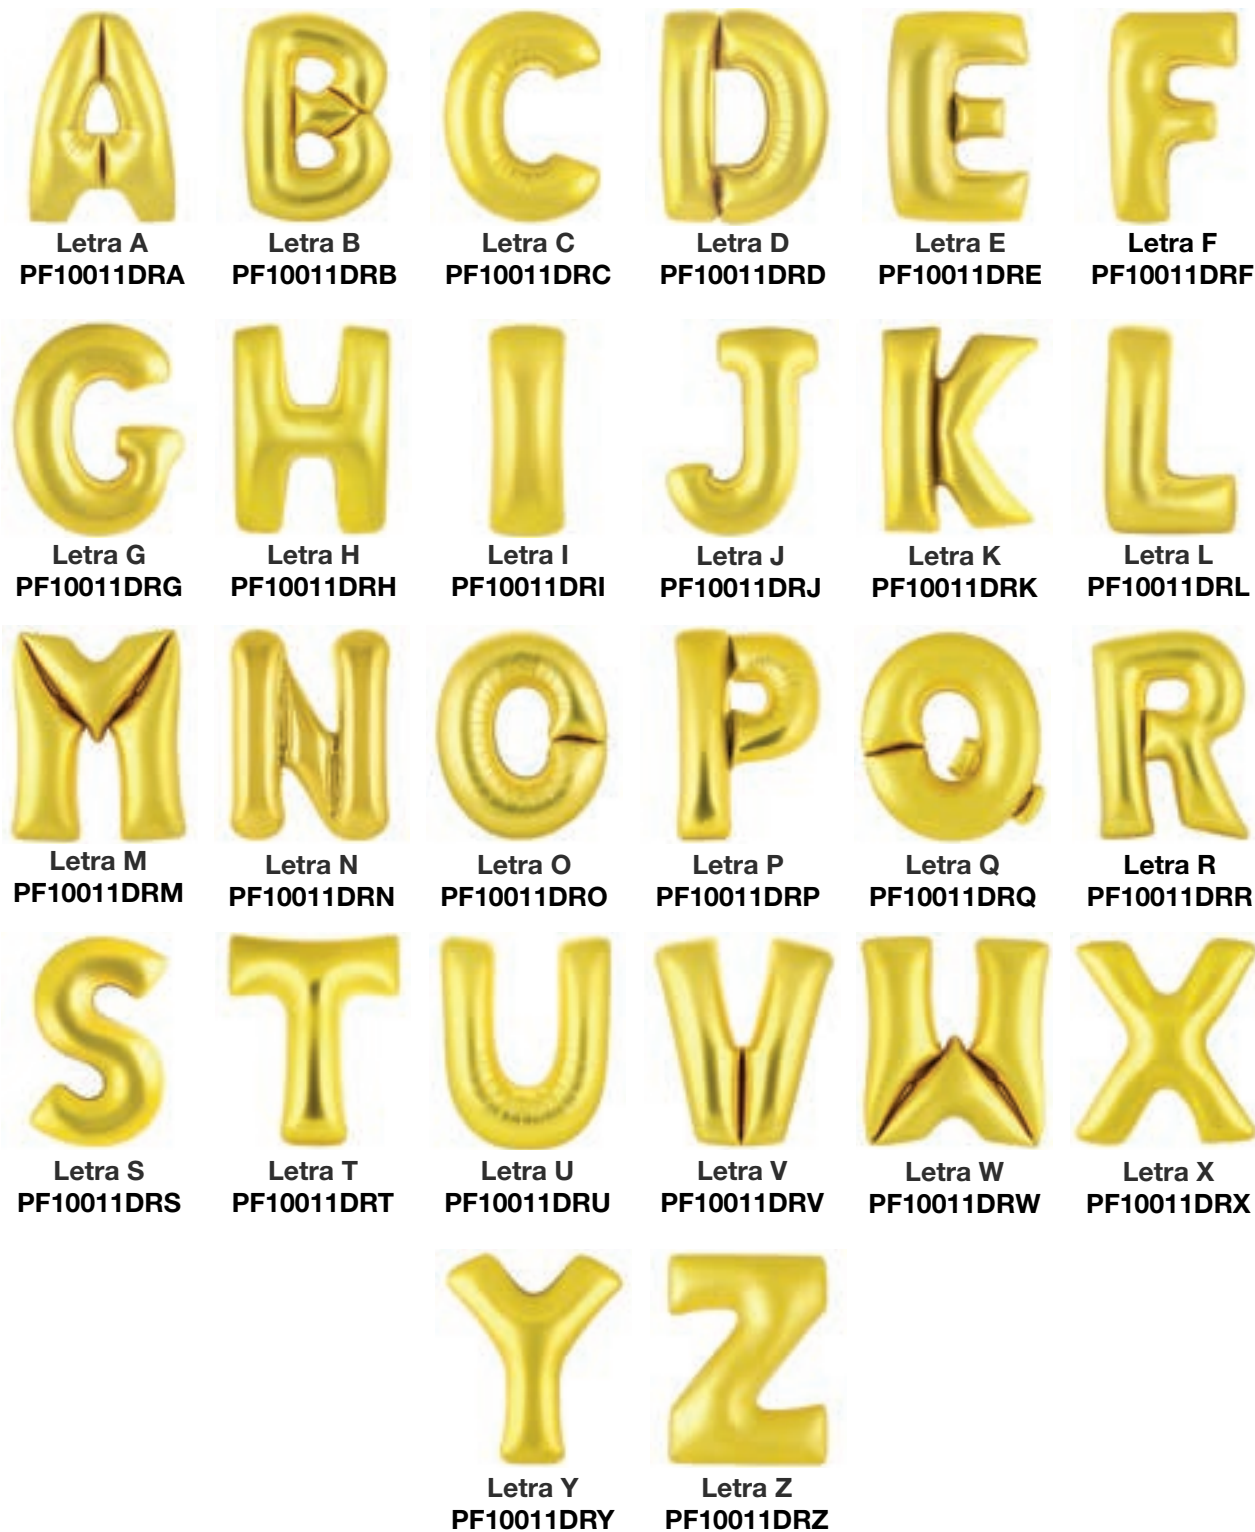 A B C D E F
Letra A Letra B Letra C Letra D Letra E Letra F
PF10011DRA PF10011DRB PF10011DRC PF10011DRD PF10011DRE PF10011DRF
G H I J K L
Letra G Letra H Letra I Letra J Letra K Letra L
PF10011DRG PF10011DRH PF10011DRI PF10011DRJ PF10011DRK PF10011DRL
M N O P Q R
Letra M Letra N Letra O Letra P Letra Q Letra R
PF10011DRM PF10011DRN PF10011DRO PF10011DRP PF10011DRQ PF10011DRR
S T U V W X
Letra S Letra T Letra U Letra V Letra W Letra X
PF10011DRS PF10011DRT PF10011DRU PF10011DRV PF10011DRW PF10011DRX
Y Z
Letra Y Letra Z
PF10011DRY PF10011DRZ